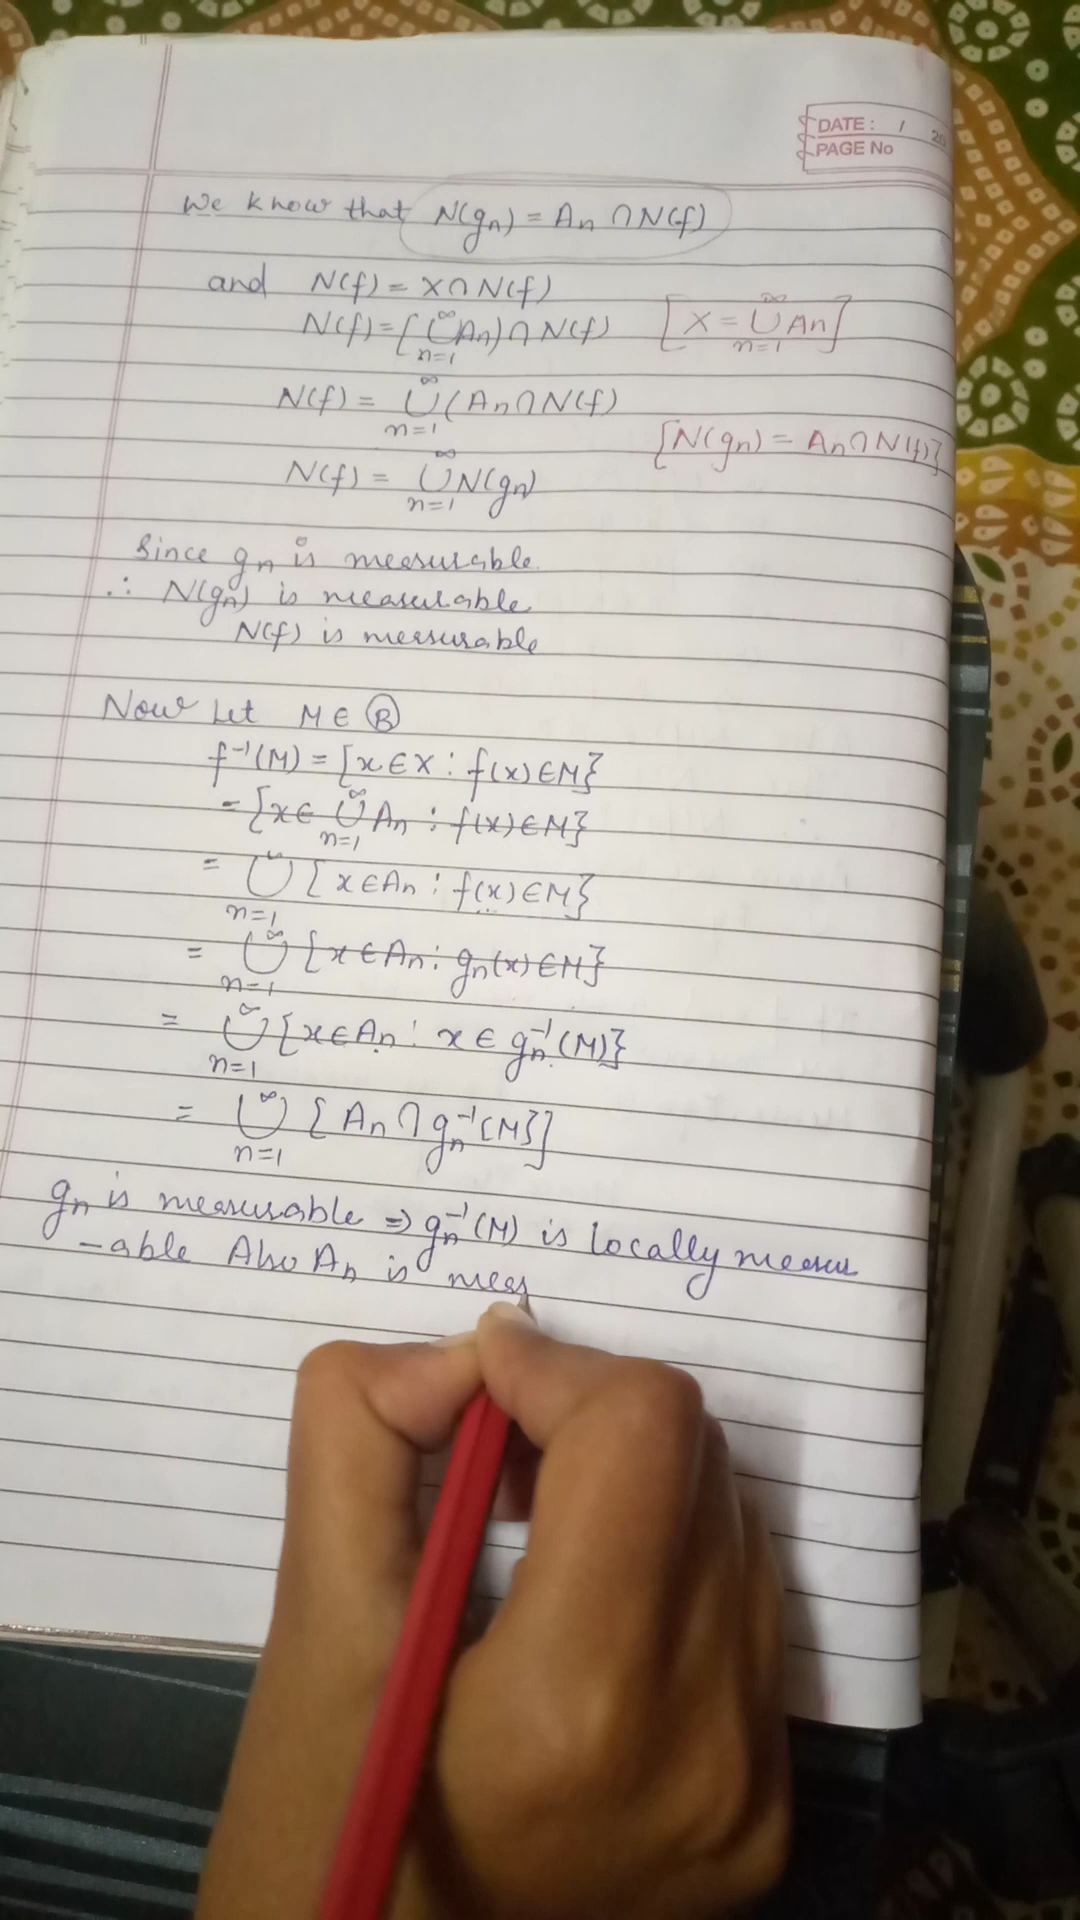 DATE: / 20
PAGE No
We know that N(gₙ) = Aₙ ∩ N(f)
and N(f) = X ∩ N(f)
N(f) = [∪ₙ₌₁^∞ Aₙ) ∩ N(f) [X = ∪ₙ₌₁^∞ An]
N(f) = ∪ₙ₌₁^∞ (Aₙ ∩ N(f)
[N(gₙ) = Aₙ ∩ N(f)}
N(f) = ∪ₙ₌₁^∞ N(gₙ)
Since gₙ is measurable.
∴ N(gₙ) is measurable
N(f) is measurable
Now Let M ∈ Ⓑ
f⁻¹(M) = [x ∈ X : f(x) ∈ M}
= [x ∈ ∪ₙ₌₁^∞ Aₙ : f(x) ∈ M}
= ∪ₙ₌₁^∞ [x ∈ An : f(x) ∈ M}
= ∪ₙ₌₁^∞ {x ∈ An : gₙ(x) ∈ M}
= ∪ₙ₌₁^∞ {x ∈ An : x ∈ gₙ⁻¹(M)}
= ∪ₙ₌₁^∞ { An ∩ gₙ⁻¹[M}]
gₙ is measurable ⇒ gₙ⁻¹(M) is locally measu
-able Also Aₙ is meas